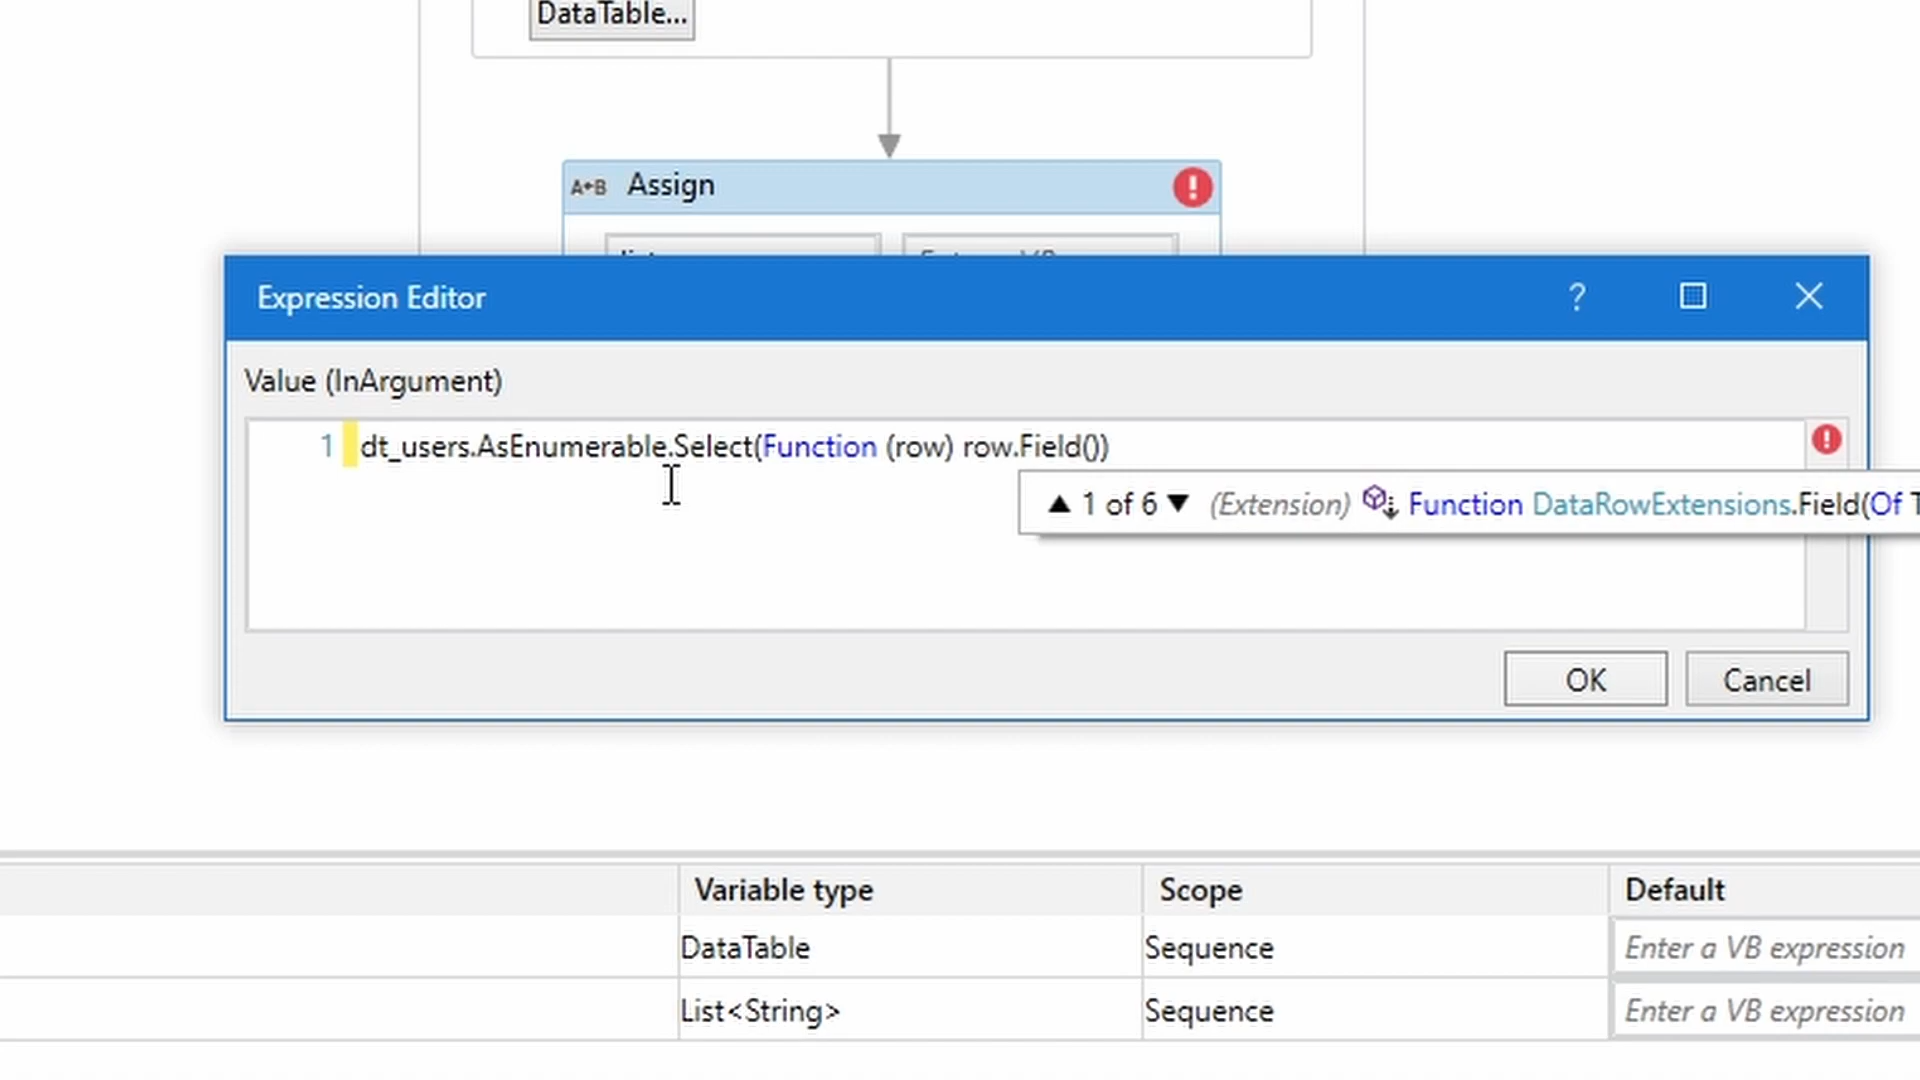 DataTable...
A←B Assign
Expression Editor
Value (InArgument)
1 dt_users.AsEnumerable.Select(Function (row) row.Field())
▲ 1 of 6 ▼ (Extension) Function DataRowExtensions.Field(Of T
OK Cancel
Variable type Scope Default
DataTable Sequence Enter a VB expression
List<String> Sequence Enter a VB expression